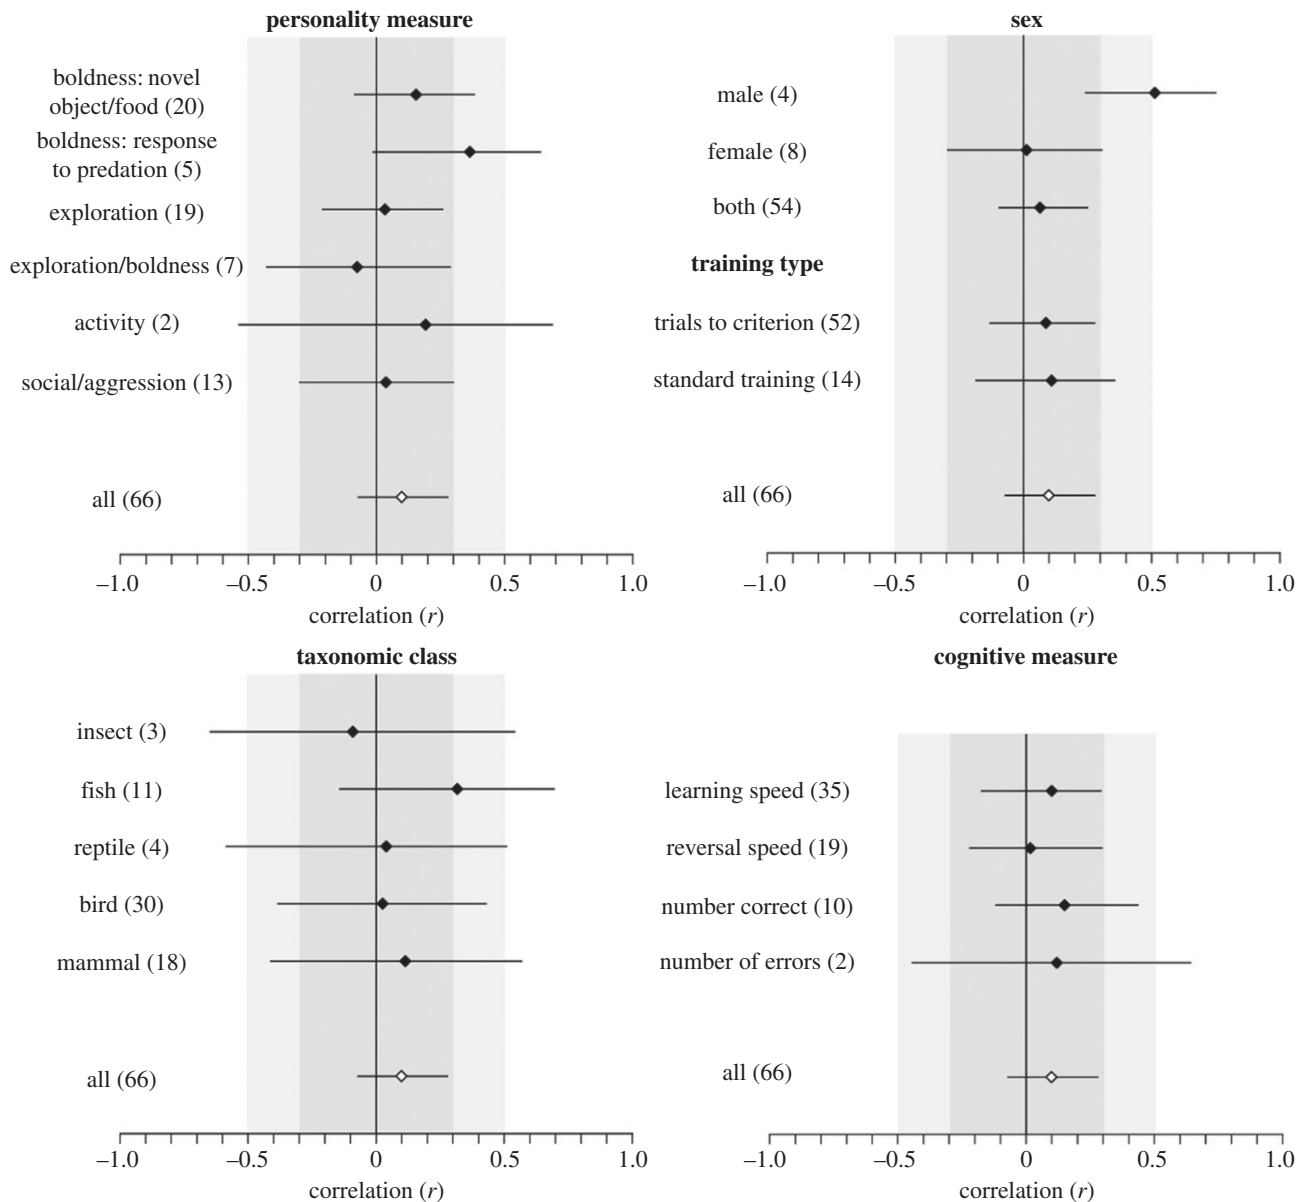 personality measure
boldness: novel
object/food (20)
boldness: response
to predation (5)
exploration (19)
exploration/boldness (7)
activity (2)
social/aggression (13)
all (66)
–1.0 –0.5 0 0.5 1.0
correlation (r)
sex
male (4)
female (8)
both (54)
training type
trials to criterion (52)
standard training (14)
all (66)
–1.0 –0.5 0 0.5 1.0
correlation (r)
taxonomic class
insect (3)
fish (11)
reptile (4)
bird (30)
mammal (18)
all (66)
–1.0 –0.5 0 0.5 1.0
correlation (r)
cognitive measure
learning speed (35)
reversal speed (19)
number correct (10)
number of errors (2)
all (66)
–1.0 –0.5 0 0.5 1.0
correlation (r)